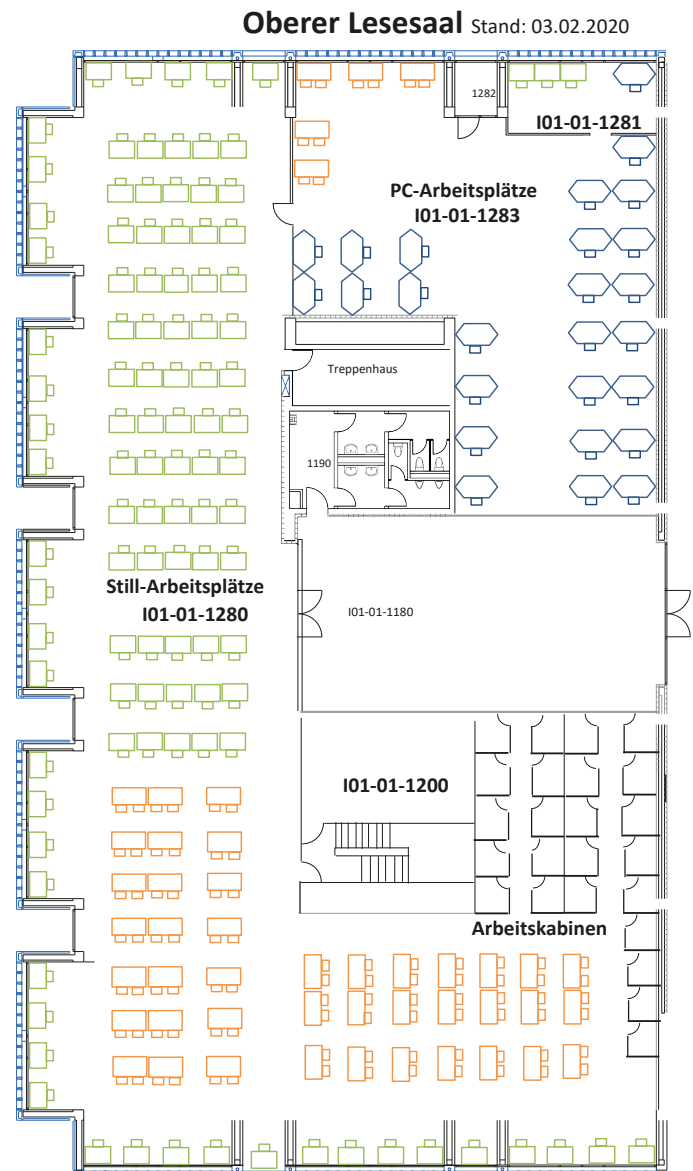 Oberer Lesesaal Stand: 03.02.2020
1282
I01-01-1281
PC-Arbeitsplätze
I01-01-1283
Treppenhaus
1190
Still-Arbeitsplätze
I01-01-1280
I01-01-1180
I01-01-1200
Arbeitskabinen